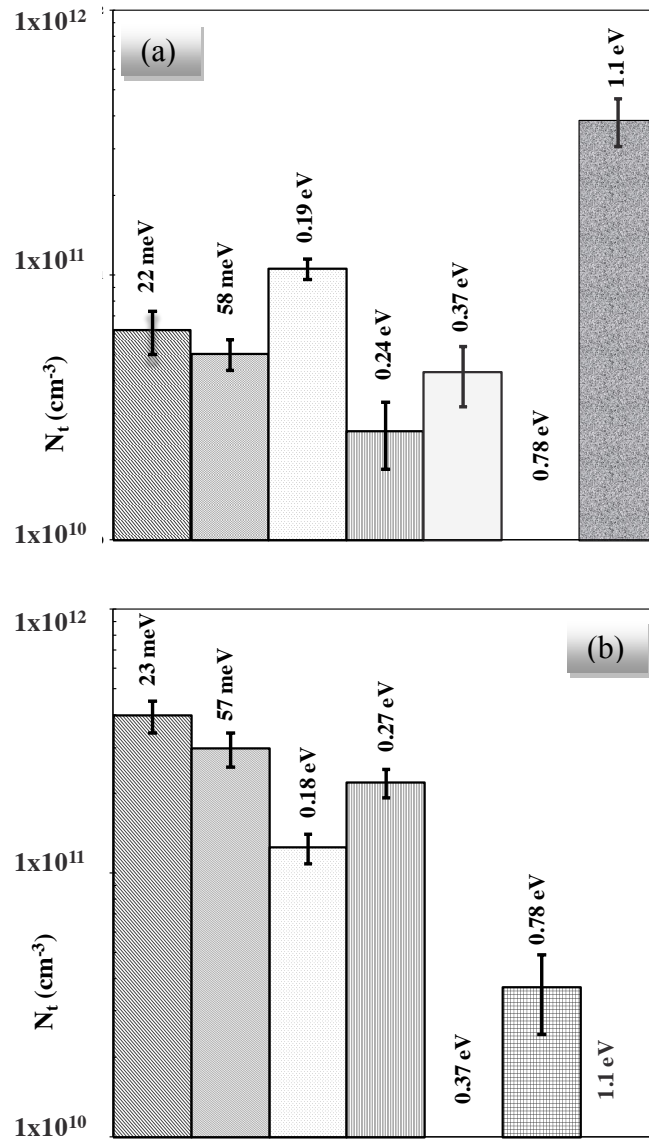 1x10¹²
(a)
1.1 eV
0.19 eV
22 meV
58 meV
0.37 eV
1x10¹¹
0.24 eV
Nₜ (cm⁻³)
0.78 eV
1x10¹⁰
1x10¹²
(b)
23 meV
57 meV
0.27 eV
0.18 eV
1x10¹¹
0.78 eV
Nₜ (cm⁻³)
0.37 eV
1.1 eV
1x10¹⁰